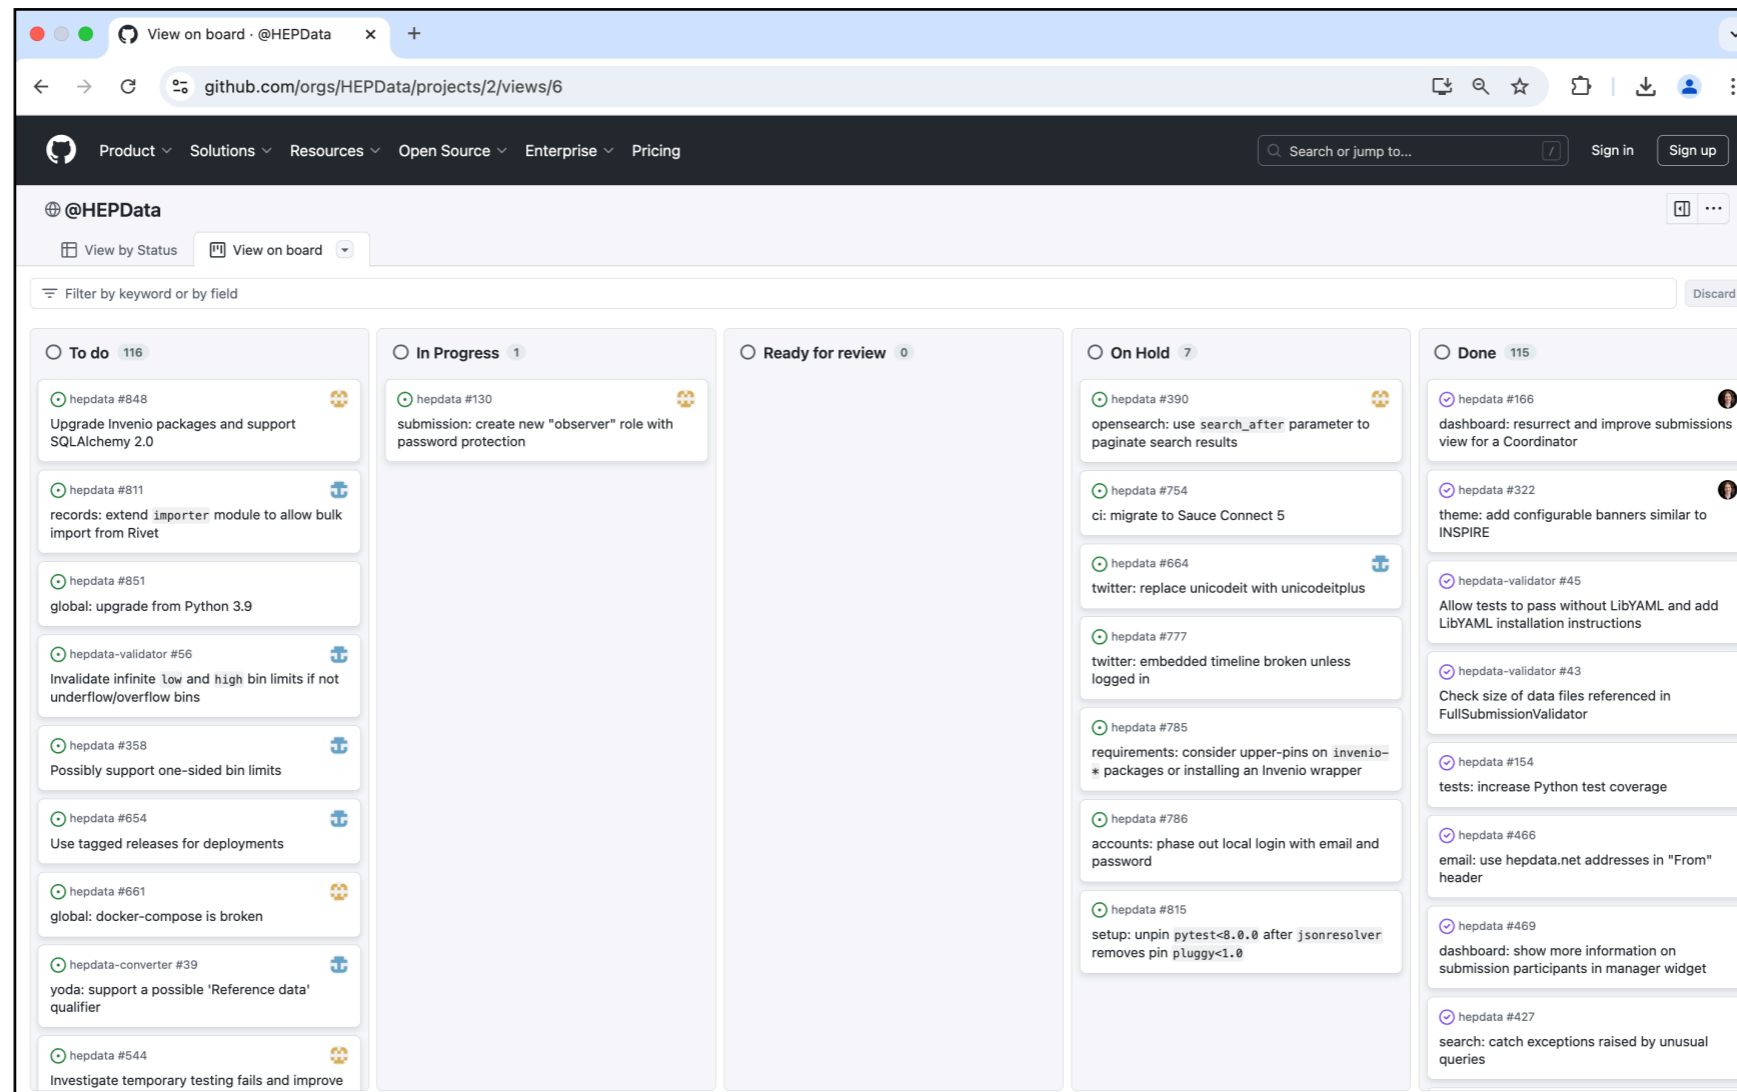 View on board · @HEPData
github.com/orgs/HEPData/projects/2/views/6
Product Solutions Resources Open Source Enterprise Pricing Search or jump to... / Sign in Sign up
@HEPData
View by Status View on board
Filter by keyword or by field Discard
To do 116
hepdata #848
Upgrade Invenio packages and support
SQLAlchemy 2.0
hepdata #811
records: extend importer module to allow bulk
import from Rivet
hepdata #851
global: upgrade from Python 3.9
hepdata-validator #56
Invalidate infinite low and high bin limits if not
underflow/overflow bins
hepdata #358
Possibly support one-sided bin limits
hepdata #654
Use tagged releases for deployments
hepdata #661
global: docker-compose is broken
hepdata-converter #39
yoda: support a possible 'Reference data'
qualifier
hepdata #544
Investigate temporary testing fails and improve
In Progress 1
hepdata #130
submission: create new "observer" role with
password protection
Ready for review 0
On Hold 7
hepdata #390
opensearch: use search_after parameter to
paginate search results
hepdata #754
ci: migrate to Sauce Connect 5
hepdata #664
twitter: replace unicodeit with unicodeitplus
hepdata #777
twitter: embedded timeline broken unless
logged in
hepdata #785
requirements: consider upper-pins on invenio-
* packages or installing an Invenio wrapper
hepdata #786
accounts: phase out local login with email and
password
hepdata #815
setup: unpin pytest<8.0.0 after jsonresolver
removes pin pluggy<1.0
Done 115
hepdata #166
dashboard: resurrect and improve submissions
view for a Coordinator
hepdata #322
theme: add configurable banners similar to
INSPIRE
hepdata-validator #45
Allow tests to pass without LibYAML and add
LibYAML installation instructions
hepdata-validator #43
Check size of data files referenced in
FullSubmissionValidator
hepdata #154
tests: increase Python test coverage
hepdata #466
email: use hepdata.net addresses in "From"
header
hepdata #469
dashboard: show more information on
submission participants in manager widget
hepdata #427
search: catch exceptions raised by unusual
queries